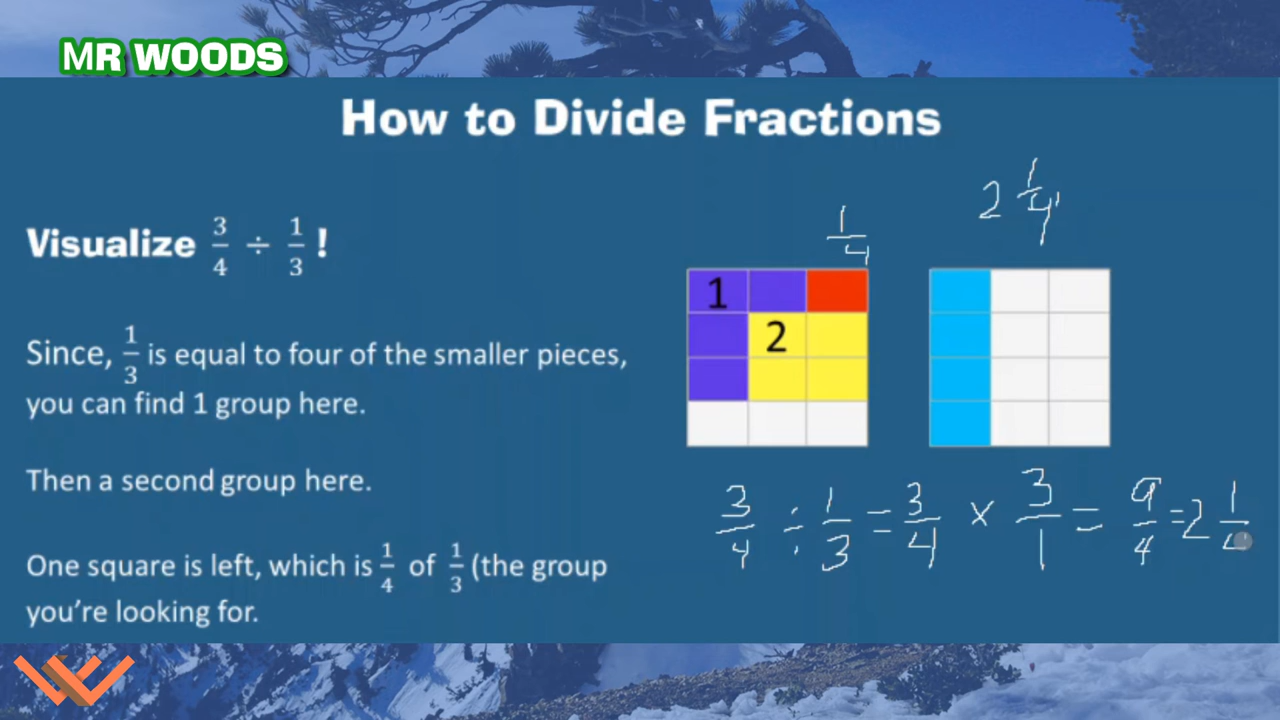 MR WOODS
How to Divide Fractions
Visualize 3/4 ÷ 1/3 !
Since, 1/3 is equal to four of the smaller pieces,
you can find 1 group here.
Then a second group here.
One square is left, which is 1/4 of 1/3 (the group
you’re looking for.
1/4
2 1/4
1
2
3/4 ÷ 1/3 = 3/4 × 3/1 = 9/4 = 2 1/4